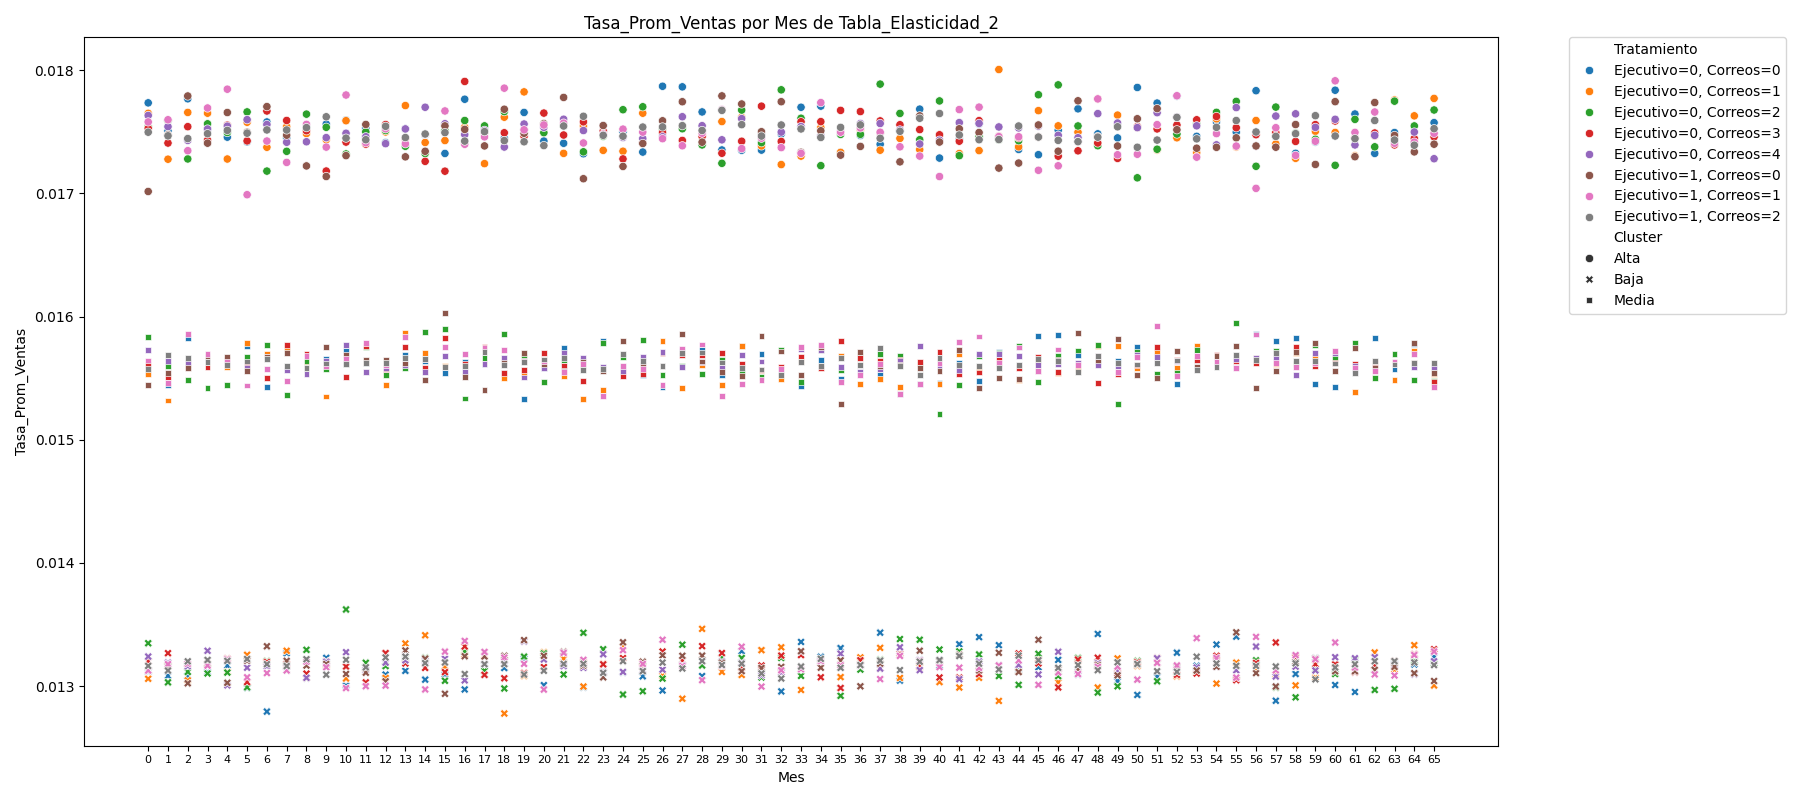 Tasa_Prom_Ventas por Mes de Tabla_Elasticidad_2
Tratamiento
Ejecutivo=0, Correos=0
Ejecutivo=0, Correos=1
Ejecutivo=0, Correos=2
Ejecutivo=0, Correos=3
Ejecutivo=0, Correos=4
Ejecutivo=1, Correos=0
Ejecutivo=1, Correos=1
Ejecutivo=1, Correos=2
Cluster
Alta
Baja
Media
Tasa_Prom_Ventas
0.018
0.017
0.016
0.015
0.014
0.013
0 1 2 3 4 5 6 7 8 9 10 11 12 13 14 15 16 17 18 19 20 21 22 23 24 25 26 27 28 29 30 31 32 33 34 35 36 37 38 39 40 41 42 43 44 45 46 47 48 49 50 51 52 53 54 55 56 57 58 59 60 61 62 63 64 65
Mes